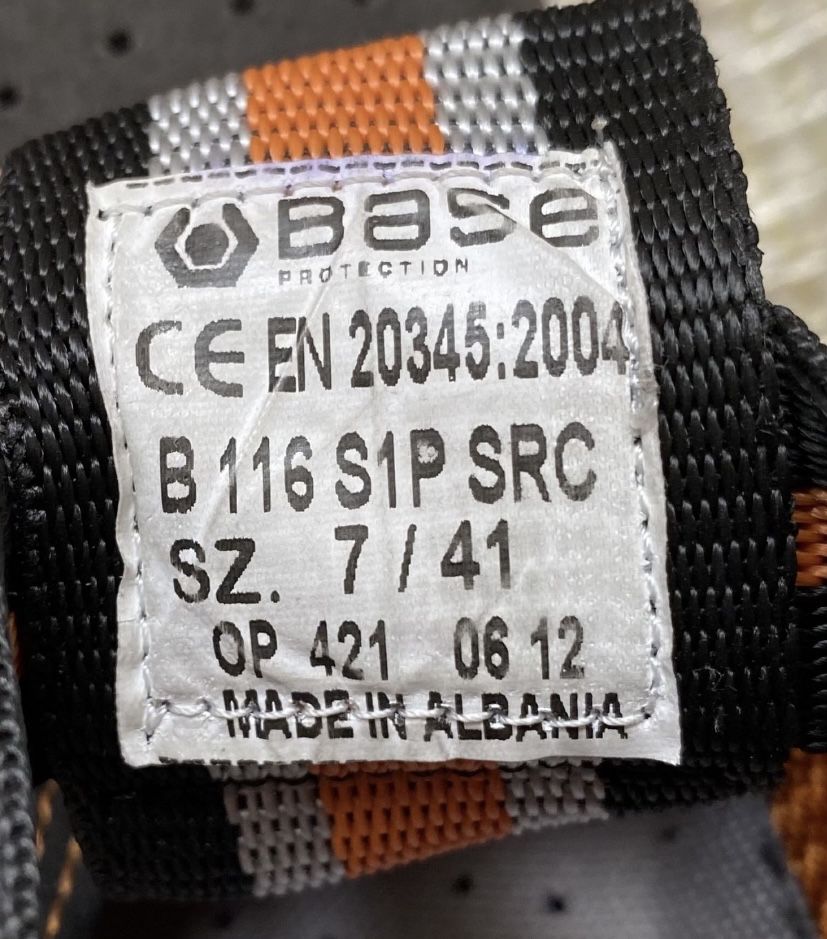 Base
PROTECTION
CE EN 20345:2004
B 116 S1P SRC
SZ. 7 / 41
OP 421 06 12
MADE IN ALBANIA